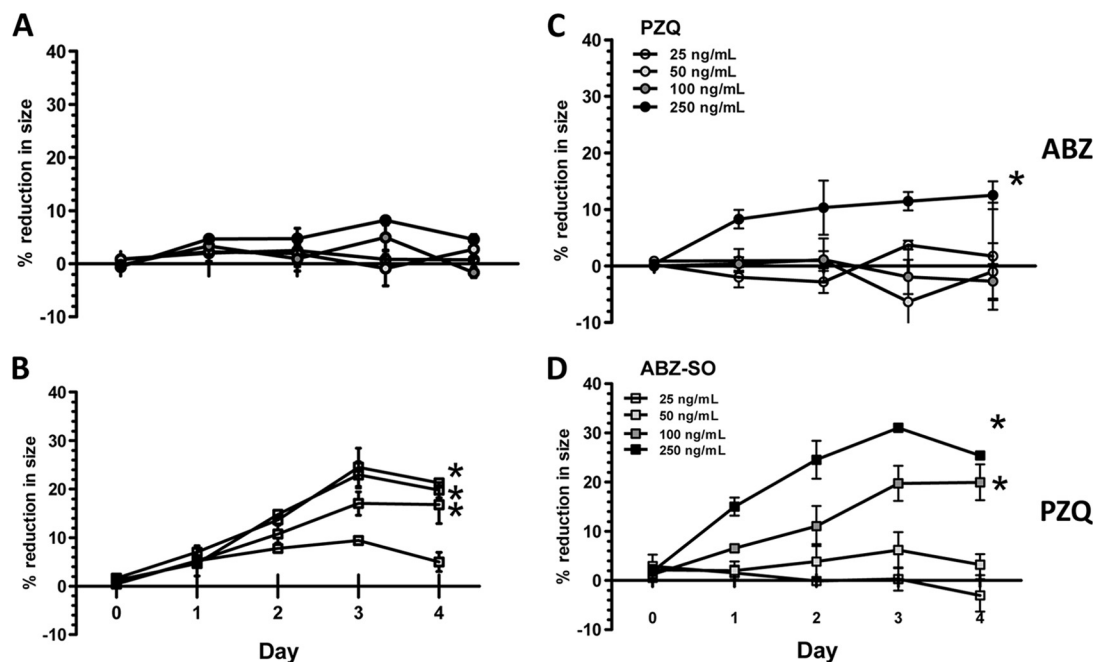 A
% reduction in size
40
30
20
10
0
-10
C
PZQ
25 ng/mL
50 ng/mL
100 ng/mL
250 ng/mL
% reduction in size
40
30
20
10
0
-10
*
ABZ
B
% reduction in size
40
30
20
10
0
-10
*
*
*
0 1 2 3 4
Day
D
ABZ-SO
25 ng/mL
50 ng/mL
100 ng/mL
250 ng/mL
% reduction in size
40
30
20
10
0
-10
*
*
0 1 2 3 4
Day
PZQ